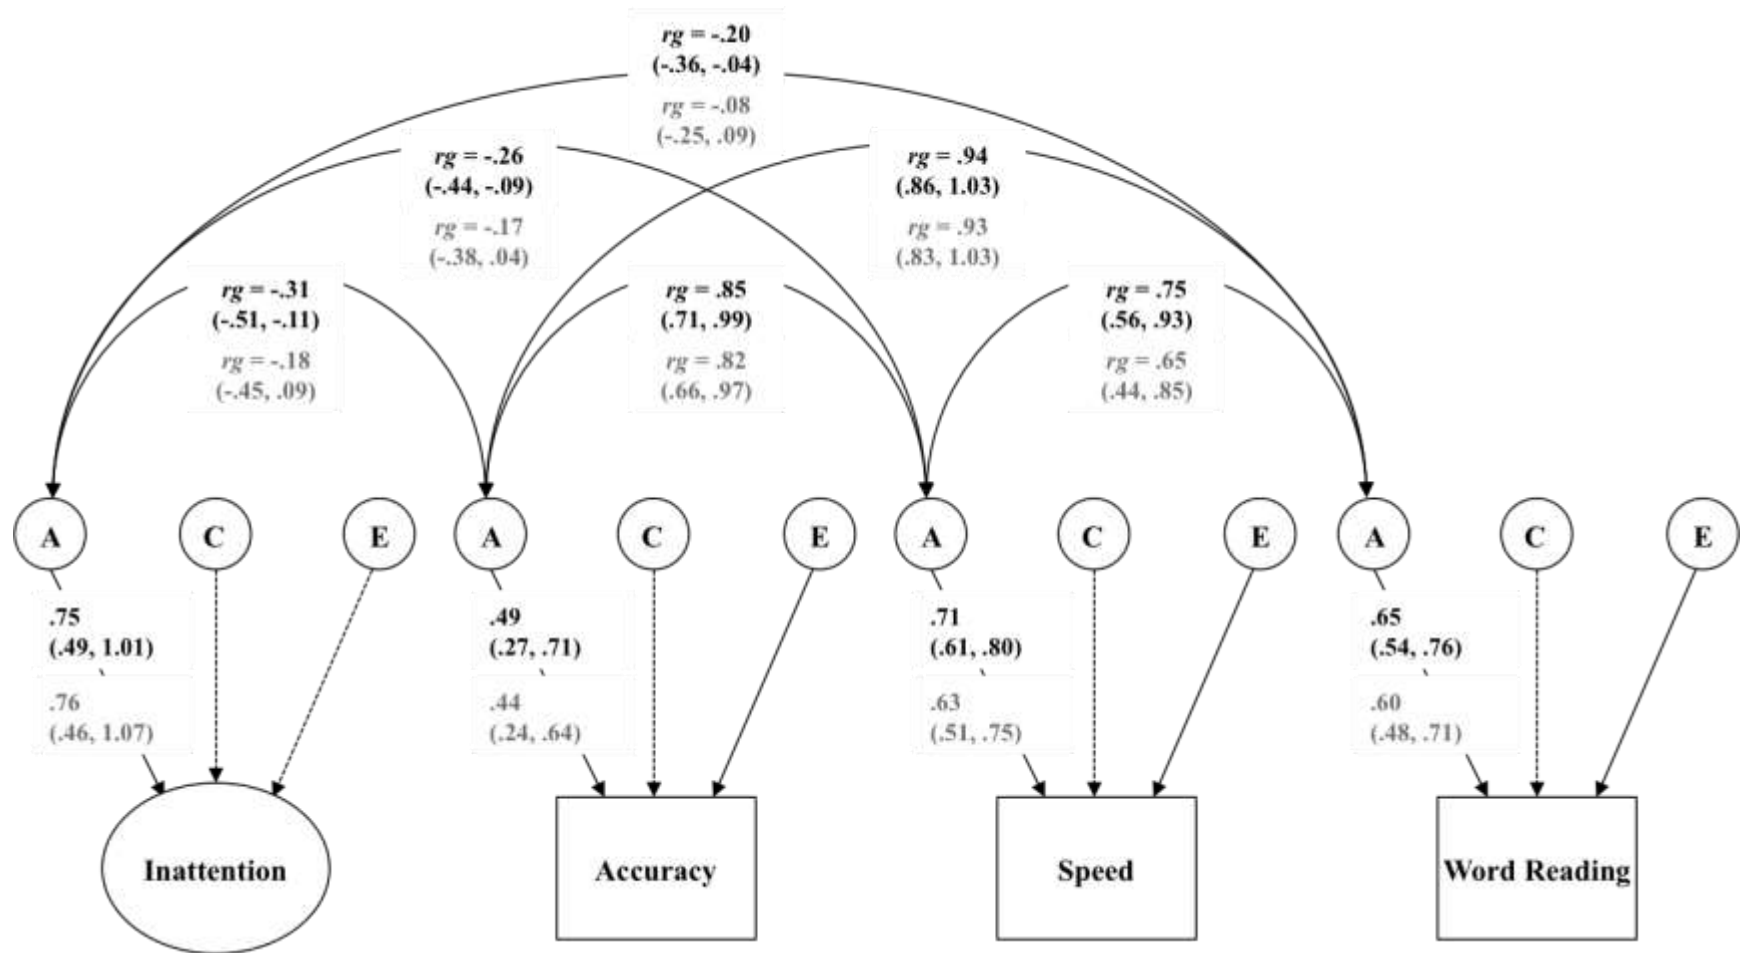 rg = -.20
(-.36, -.04)
rg = -.08
(-.25, .09)
rg = -.26
(-.44, -.09)
rg = -.17
(-.38, .04)
rg = .94
(.86, 1.03)
rg = .93
(.83, 1.03)
rg = -.31
(-.51, -.11)
rg = -.18
(-.45, .09)
rg = .85
(.71, .99)
rg = .82
(.66, .97)
rg = .75
(.56, .93)
rg = .65
(.44, .85)
A C E A C E A C E A C E
.75
(.49, 1.01)
.76
(.46, 1.07)
.49
(.27, .71)
.44
(.24, .64)
.71
(.61, .80)
.63
(.51, .75)
.65
(.54, .76)
.60
(.48, .71)
Inattention
Accuracy
Speed
Word Reading